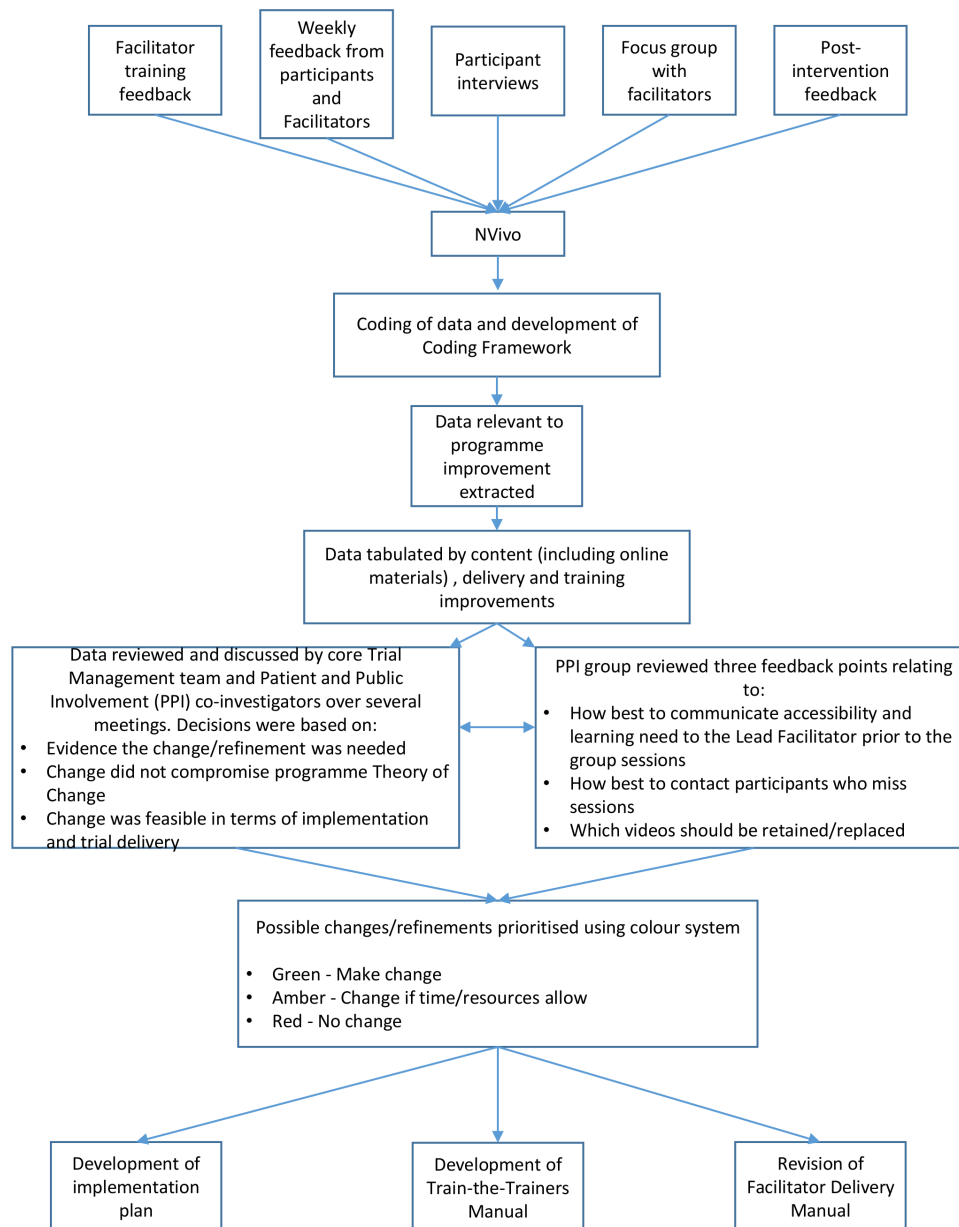 Facilitator
training
feedback
Weekly
feedback from
participants
and
Facilitators
Participant
interviews
Focus group
with
facilitators
Post-
intervention
feedback
NVivo
Coding of data and development of
Coding Framework
Data relevant to
programme
improvement
extracted
Data tabulated by content (including online
materials) , delivery and training
improvements
Data reviewed and discussed by core Trial
Management team and Patient and Public
Involvement (PPI) co-investigators over several
meetings. Decisions were based on:
• Evidence the change/refinement was needed
• Change did not compromise programme Theory of
Change
• Change was feasible in terms of implementation
and trial delivery
PPI group reviewed three feedback points relating
to:
• How best to communicate accessibility and
learning need to the Lead Facilitator prior to the
group sessions
• How best to contact participants who miss
sessions
• Which videos should be retained/replaced
Possible changes/refinements prioritised using colour system
• Green - Make change
• Amber - Change if time/resources allow
• Red - No change
Development of
implementation
plan
Development of
Train-the-Trainers
Manual
Revision of
Facilitator Delivery
Manual